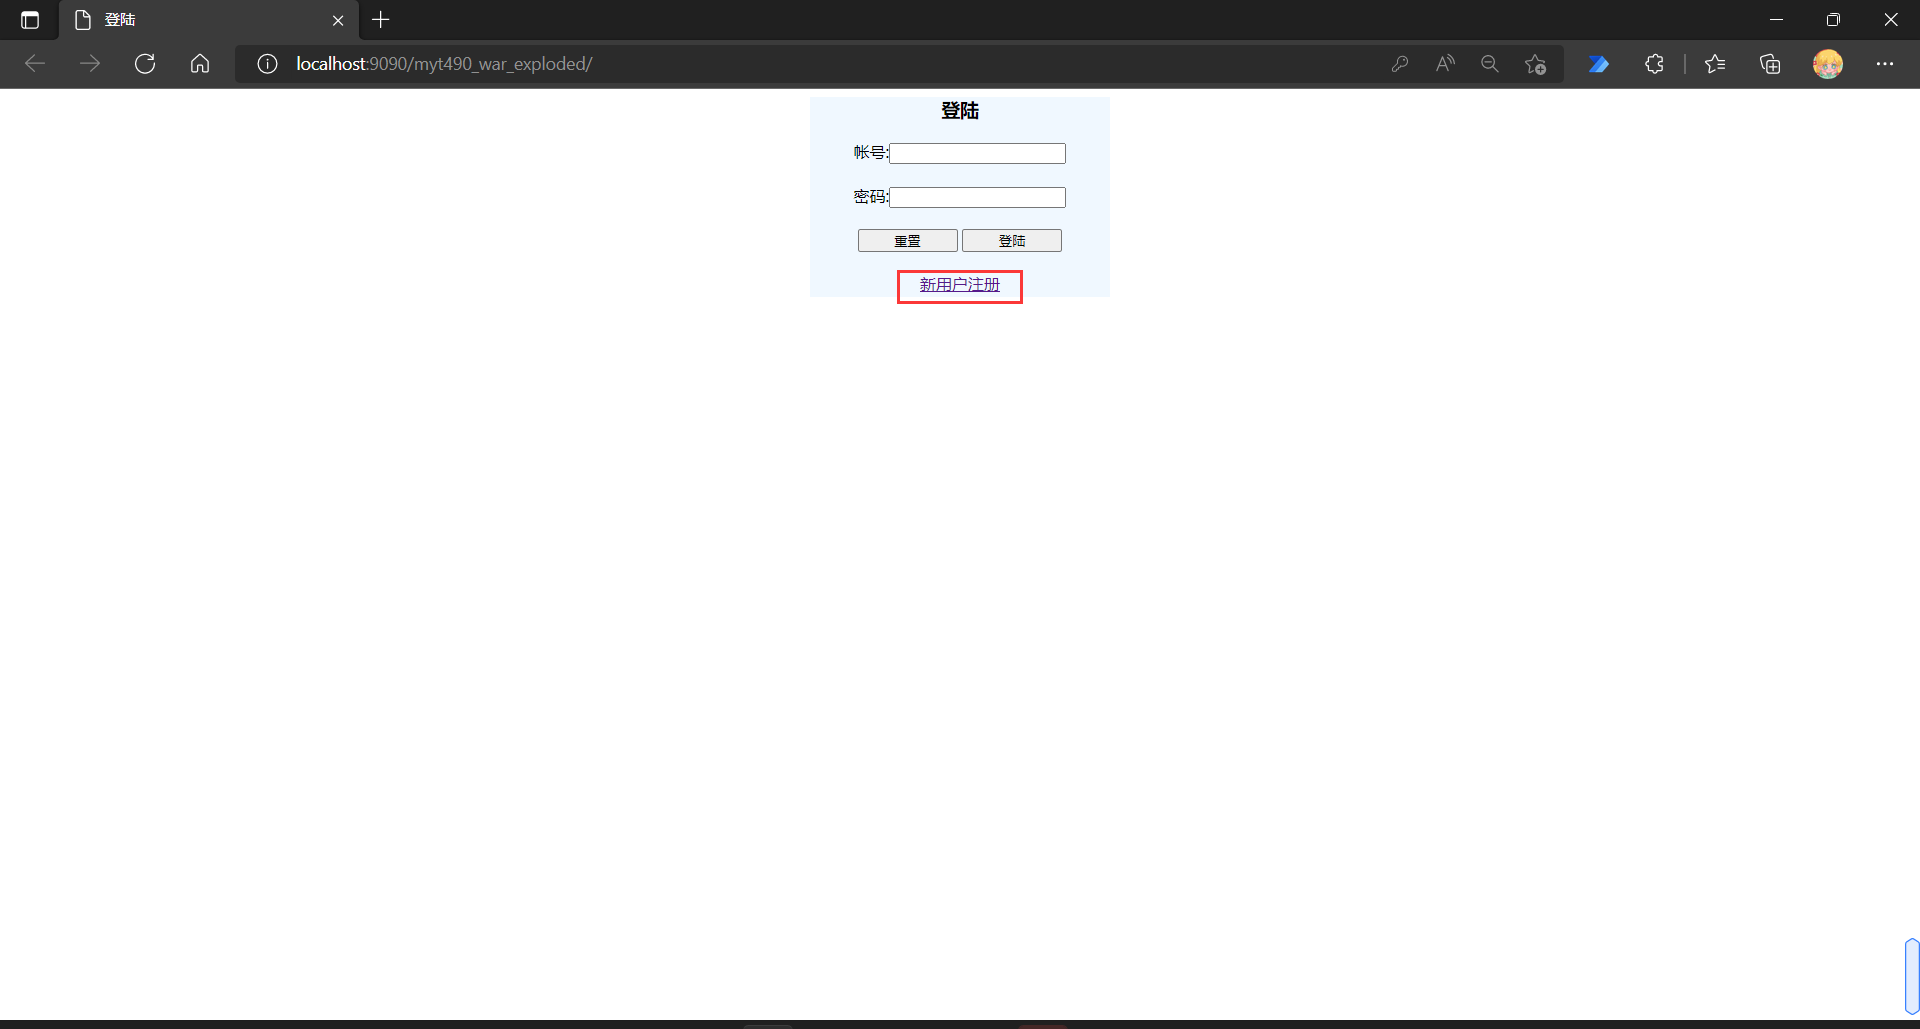 登陆
localhost:9090/myt490_war_exploded/
登陆
帐号:
密码:
重置 登陆
新用户注册